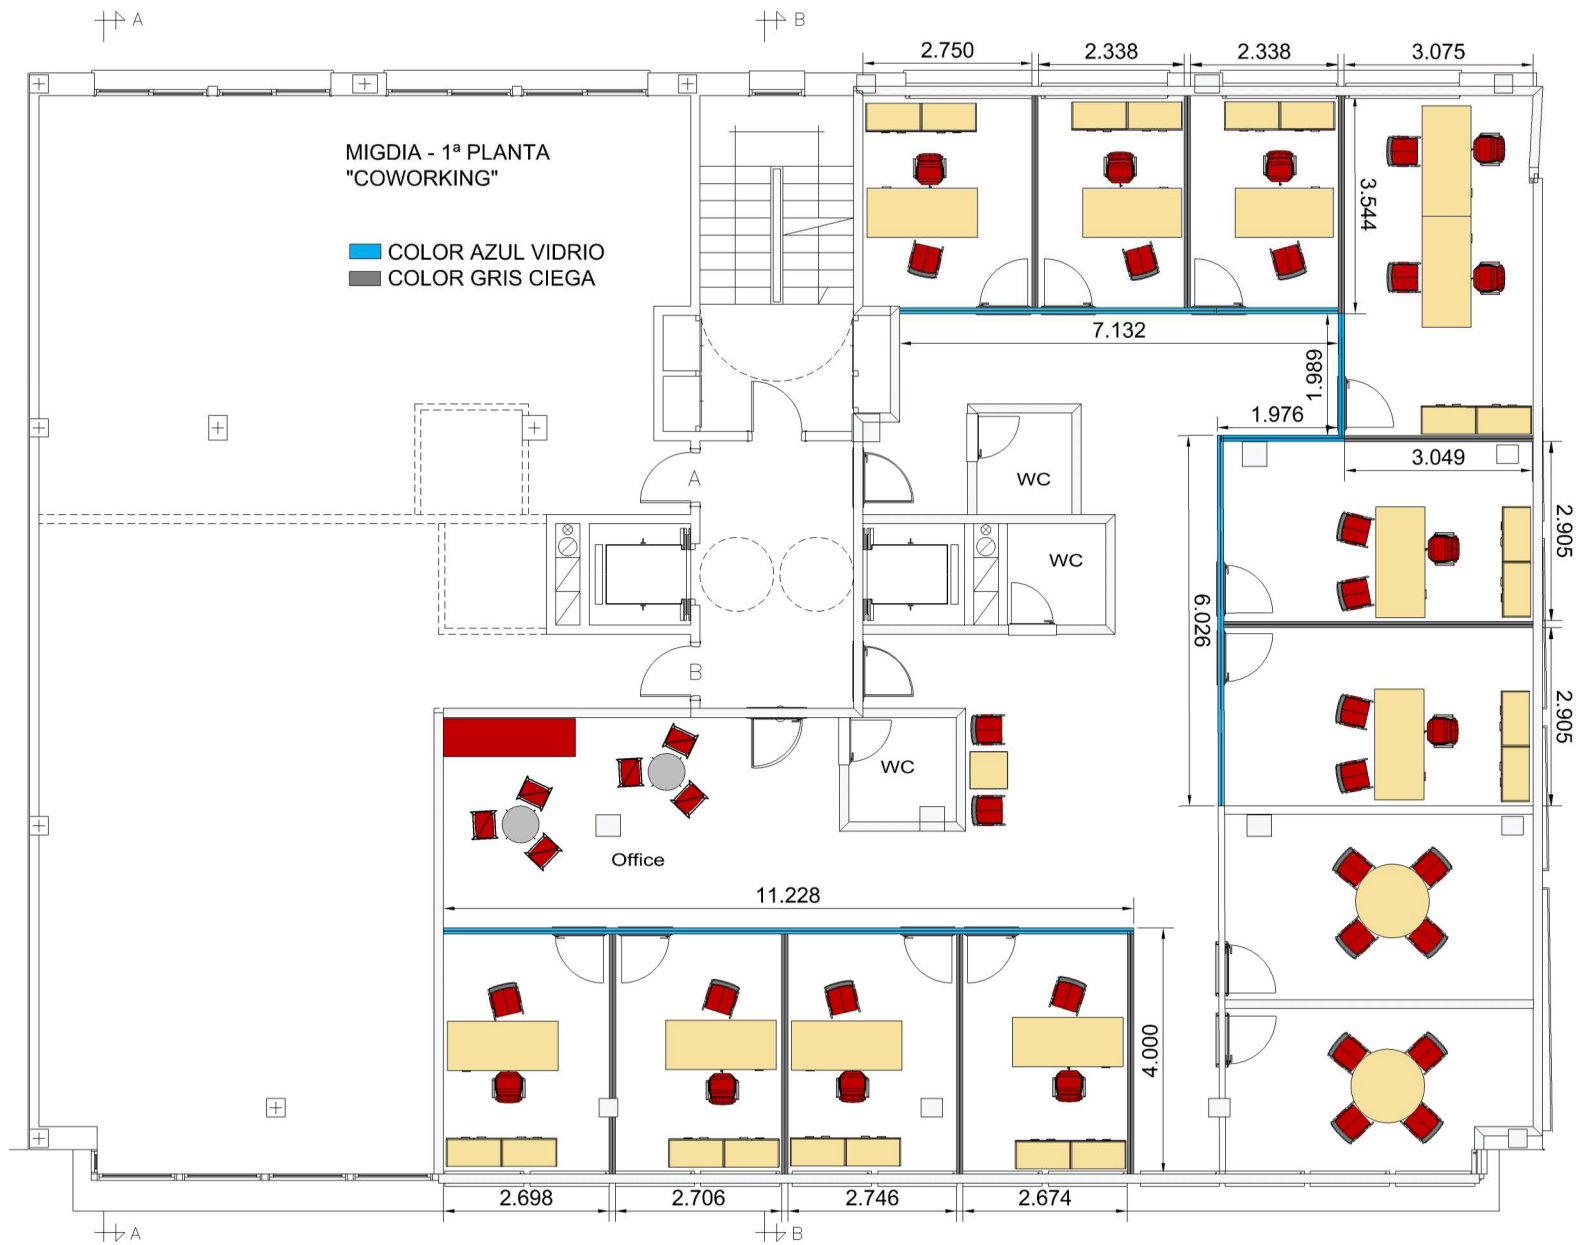 A
B
2.750
2.338
2.338
3.075
MIGDIA - 1ª PLANTA
"COWORKING"
COLOR AZUL VIDRIO
COLOR GRIS CIEGA
3.544
7.132
1.989
1.976
3.049
A
WC
WC
2.905
6.026
B
2.905
WC
Office
11.228
4.000
2.698
2.706
2.746
2.674
A
B